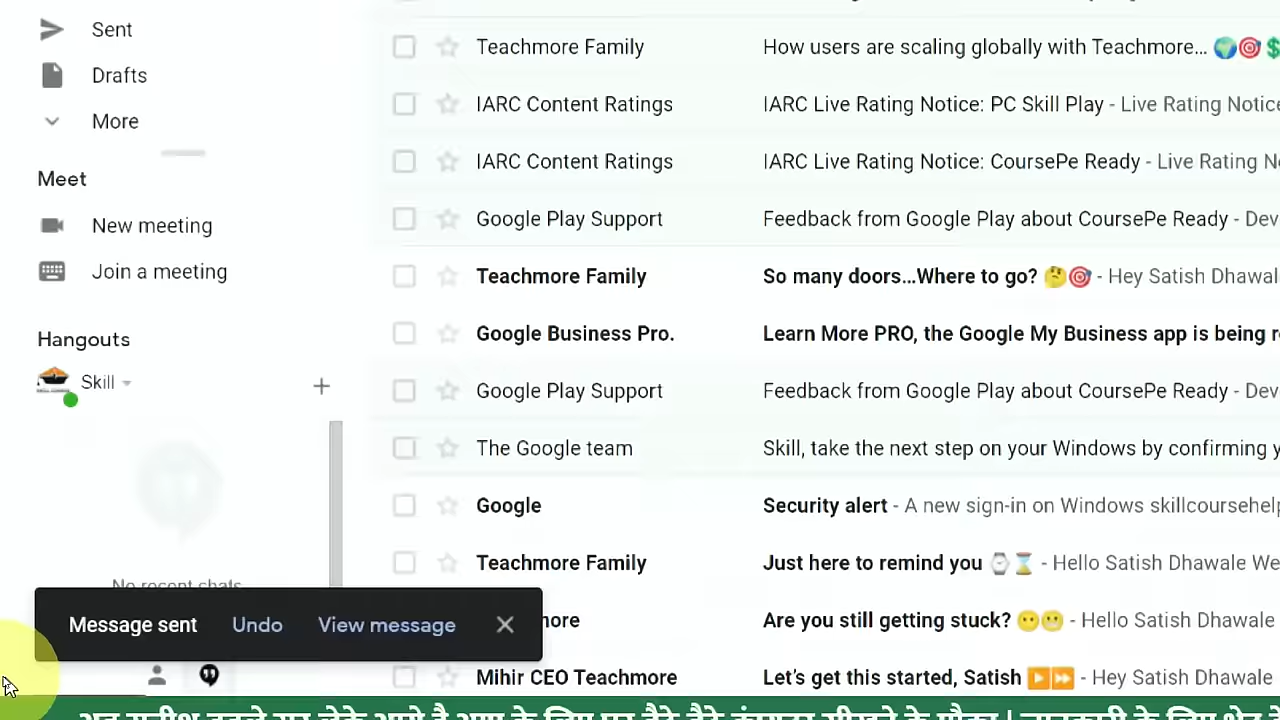 Sent
Drafts
More
Meet
New meeting
Join a meeting
Hangouts
Skill
No recent chats
Message sent Undo View message
Teachmore Family How users are scaling globally with Teachmore... 🌍🎯
IARC Content Ratings IARC Live Rating Notice: PC Skill Play - Live Rating Notice
IARC Content Ratings IARC Live Rating Notice: CoursePe Ready - Live Rating N
Google Play Support Feedback from Google Play about CoursePe Ready - Dev
Teachmore Family So many doors...Where to go? 🤔🎯 - Hey Satish Dhawal
Google Business Pro. Learn More PRO, the Google My Business app is being r
Google Play Support Feedback from Google Play about CoursePe Ready - Dev
The Google team Skill, take the next step on your Windows by confirming y
Google Security alert - A new sign-in on Windows skillcoursehelp
Teachmore Family Just here to remind you ⌚⏳ - Hello Satish Dhawale We
more Are you still getting stuck? 😶😬 - Hello Satish Dhawale
Mihir CEO Teachmore Let's get this started, Satish ▶️⏩ - Hey Satish Dhawale